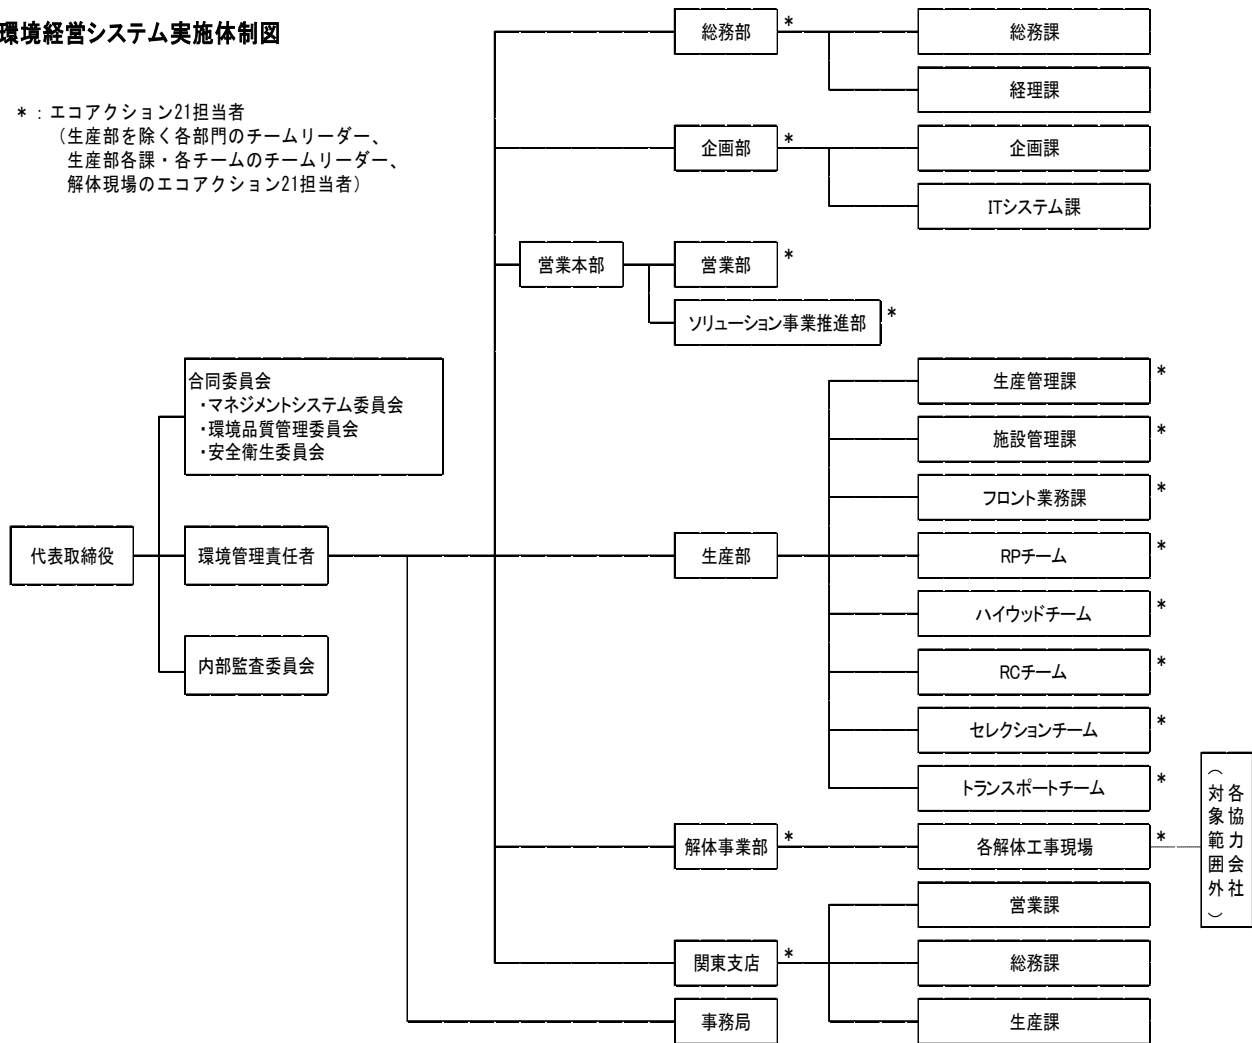 環境経営システム実施体制図
*：エコアクション21担当者
（生産部を除く各部門のチームリーダー、
生産部各課・各チームのチームリーダー、
解体現場のエコアクション21担当者）
総務部 *
総務課
経理課
企画部 *
企画課
ITシステム課
営業本部
営業部 *
ソリューション事業推進部 *
合同委員会
・マネジメントシステム委員会
・環境品質管理委員会
・安全衛生委員会
代表取締役
環境管理責任者
内部監査委員会
生産部
生産管理課 *
施設管理課 *
フロント業務課 *
RPチーム *
ハイウッドチーム *
RCチーム *
セレクションチーム *
トランスポートチーム *
解体事業部 *
各解体工事現場 *
各協力会社
（対象範囲外）
関東支店 *
営業課
総務課
生産課
事務局